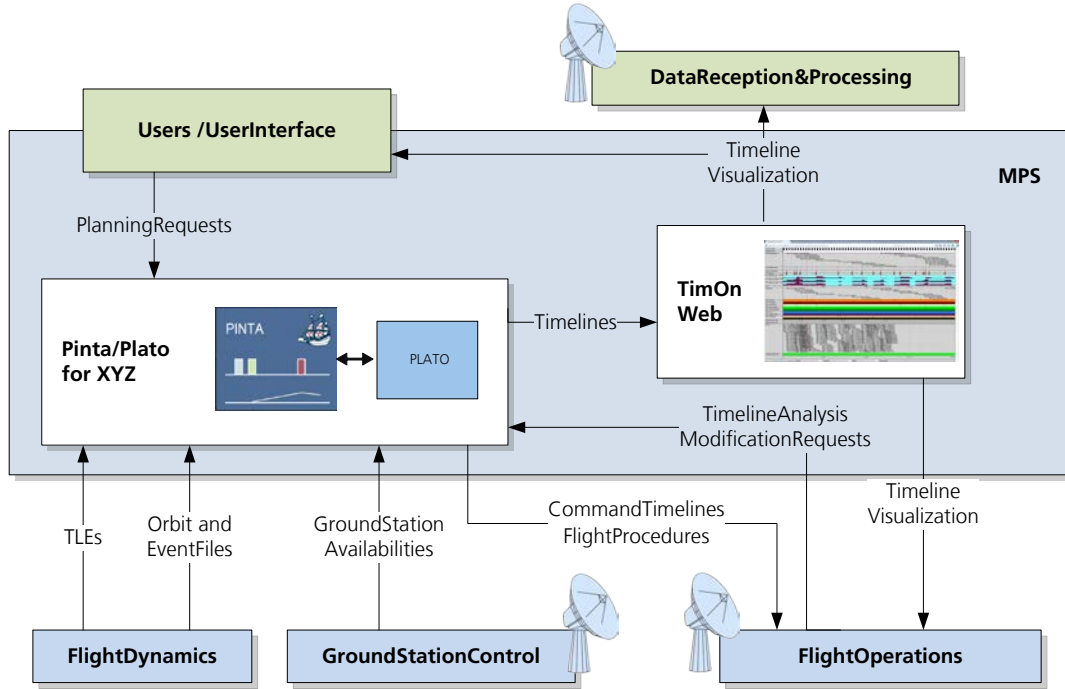 DataReception&Processing
Users /UserInterface
Timeline
Visualization
MPS
PlanningRequests
TimOn
Web
Pinta/Plato
for XYZ
PINTA
PLATO
Timelines
TimelineAnalysis
ModificationRequests
TLEs
Orbit and
EventFiles
GroundStation
Availabilities
CommandTimelines
FlightProcedures
Timeline
Visualization
FlightDynamics
GroundStationControl
FlightOperations